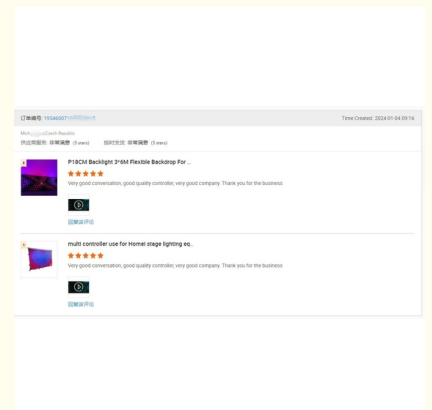 订单编号: 19546007
Time Created: 2024-01-04 09:16
Czech Republic
供应商服务: 非常满意 (5 stars) 按时发货: 非常满意 (5 stars)
P18CM Backlight 3*6M Flexible Backdrop For ...
Very good conversation, good quality controller, very good company. Thank you for the business
回复该评论
multi controller use for Homei stage lighting eq..
Very good conversation, good quality controller, very good company. Thank you for the business
回复该评论